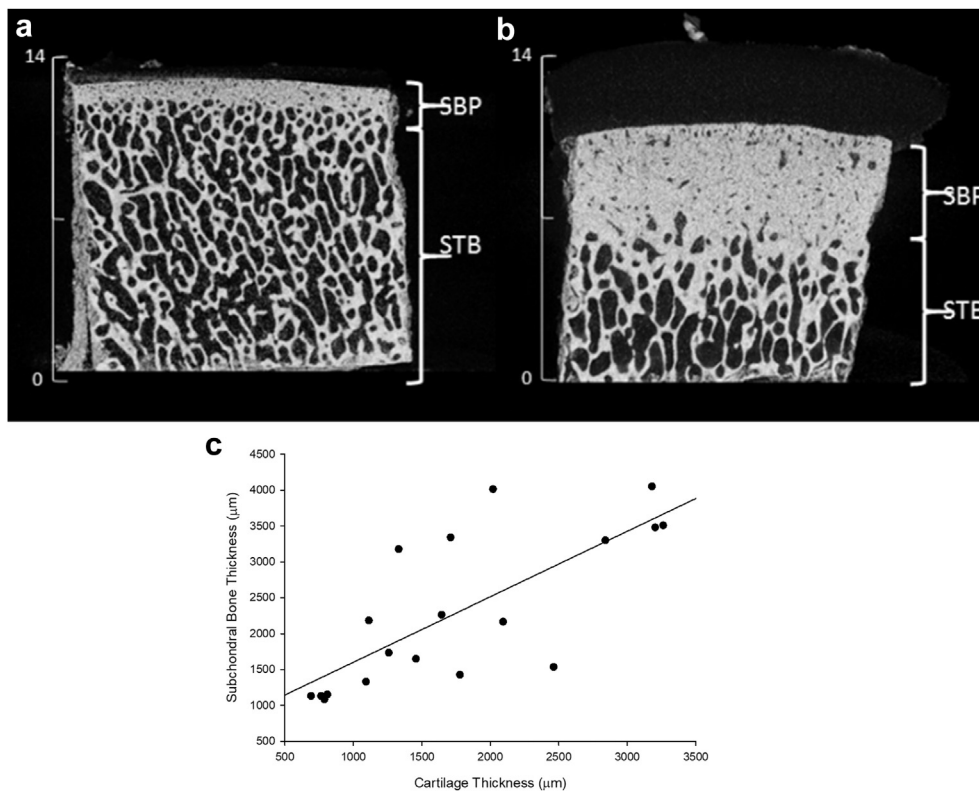 a
14
SBP
STB
0
b
14
SBP
STB
0
c
4500
4000
3500
3000
2500
2000
1500
1000
500
Subchondral Bone Thickness (μm)
500 1000 1500 2000 2500 3000 3500
Cartilage Thickness (μm)